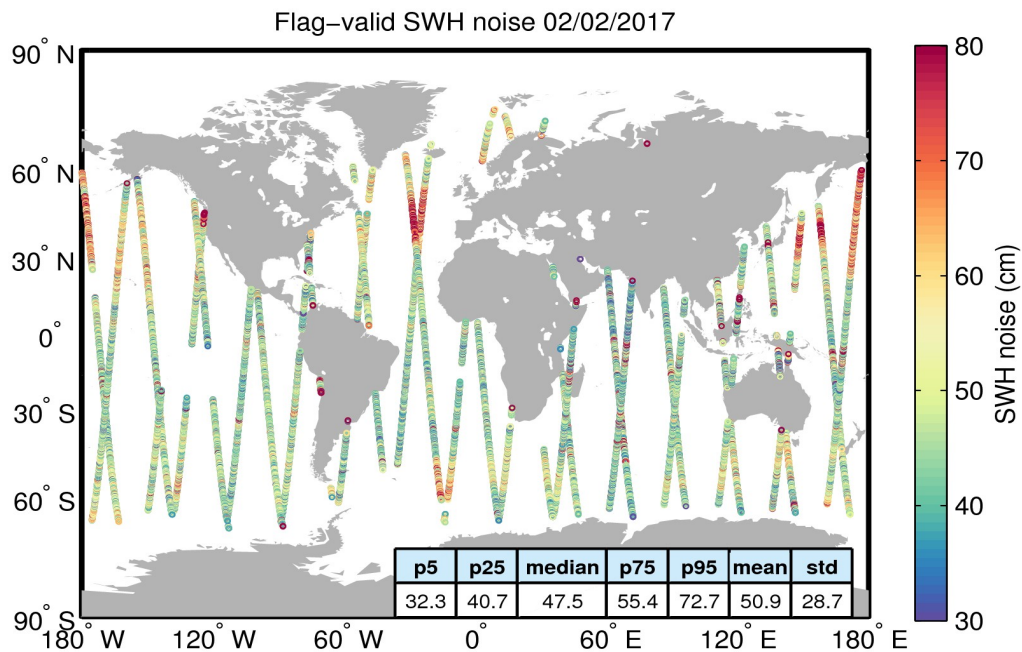 Flag−valid SWH noise 02/02/2017
90° N
60° N
30° N
0°
30° S
60° S
90° S
180° W
120° W
60° W
0°
60° E
120° E
180° E
p5 p25 median p75 p95 mean std
32.3 40.7 47.5 55.4 72.7 50.9 28.7
80
70
60
50
40
30
SWH noise (cm)